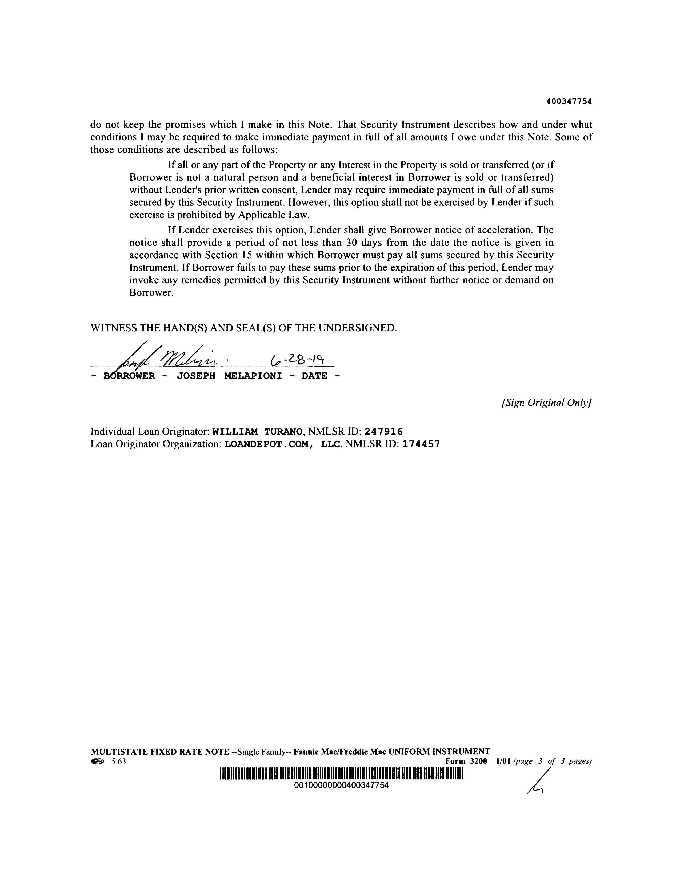 400347754
do not keep the promises which I make in this Note. That Security Instrument describes how and under what
conditions I may be required to make immediate payment in full of all amounts I owe under this Note. Some of
those conditions are described as follows:
If all or any part of the Property or any Interest in the Property is sold or transferred (or if
Borrower is not a natural person and a beneficial interest in Borrower is sold or transferred)
without Lender's prior written consent, Lender may require immediate payment in full of all sums
secured by this Security Instrument. However, this option shall not be exercised by Lender if such
exercise is prohibited by Applicable Law.
If Lender exercises this option, Lender shall give Borrower notice of acceleration. The
notice shall provide a period of not less than 30 days from the date the notice is given in
accordance with Section 15 within which Borrower must pay all sums secured by this Security
Instrument. If Borrower fails to pay these sums prior to the expiration of this period, Lender may
invoke any remedies permitted by this Security Instrument without further notice or demand on
Borrower.
WITNESS THE HAND(S) AND SEAL(S) OF THE UNDERSIGNED.
6-28-19
- BORROWER - JOSEPH MELAPIONI - DATE -
[Sign Original Only]
Individual Loan Originator: WILLIAM TURANO, NMLSR ID: 247916
Loan Originator Organization: LOANDEPOT.COM, LLC, NMLSR ID: 174457
MULTISTATE FIXED RATE NOTE --Single Family-- Fannie Mae/Freddie Mac UNIFORM INSTRUMENT
5.63 Form 3200 1/01 (page 3 of 3 pages)
00100000000400347754